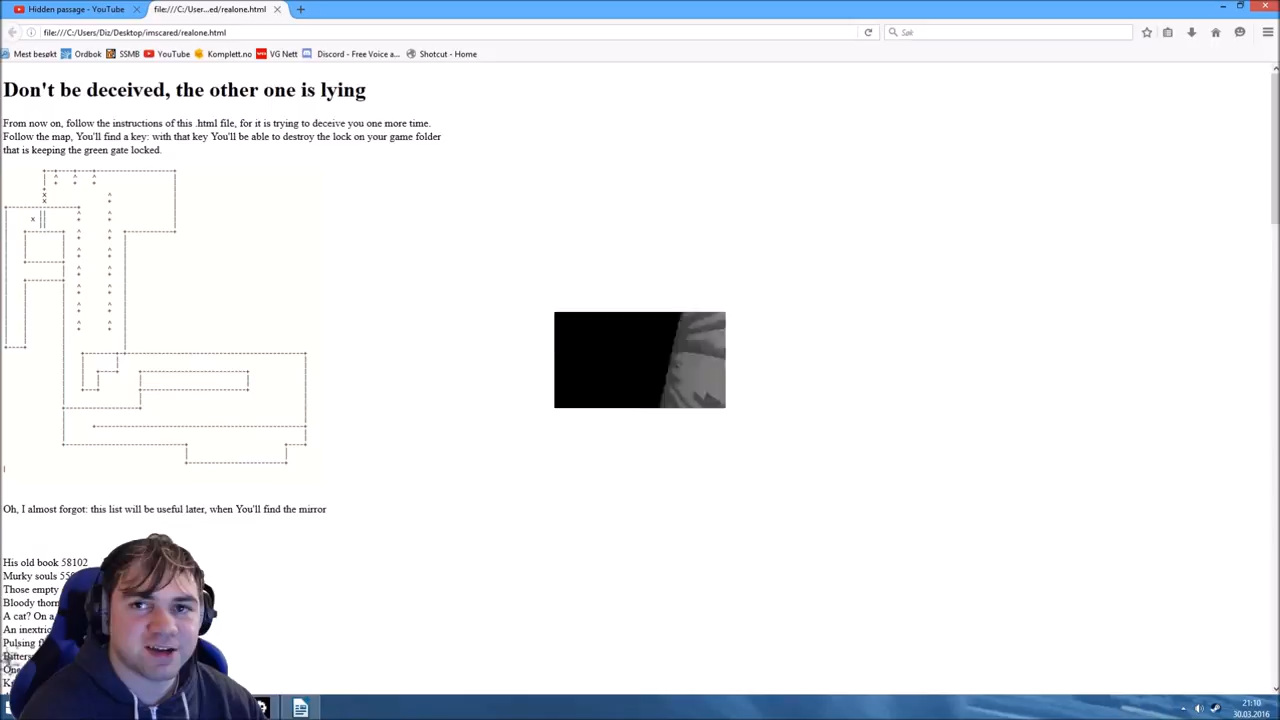 Hidden passage - YouTube
file:///C:/User...ed/realone.html
file:///C:/Users/Diz/Desktop/imscared/realone.html
Søk
Mest besøkt
Ordbok
SSMB
YouTube
Komplett.no
VG Nett
Discord - Free Voice a...
Shotcut - Home
Don't be deceived, the other one is lying
From now on, follow the instructions of this .html file, for it is trying to deceive you one more time.
Follow the map, You'll find a key: with that key You'll be able to destroy the lock on your game folder
that is keeping the green gate locked.
Oh, I almost forgot: this list will be useful later, when You'll find the mirror
His old book 58102
Murky souls
Those empty
Bloody
A cat? On a
An
Pulsing
21:10
30.03.2016